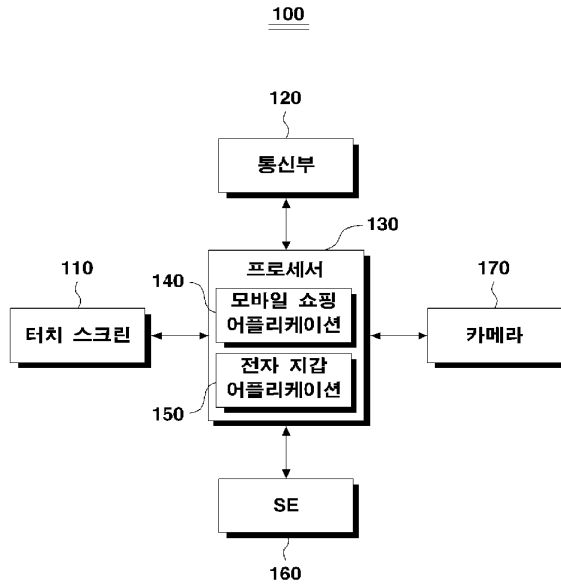 100
120
통신부
130
프로세서
110
터치 스크린
140
모바일 쇼핑
어플리케이션
170
카메라
전자 지갑
어플리케이션
150
SE
160